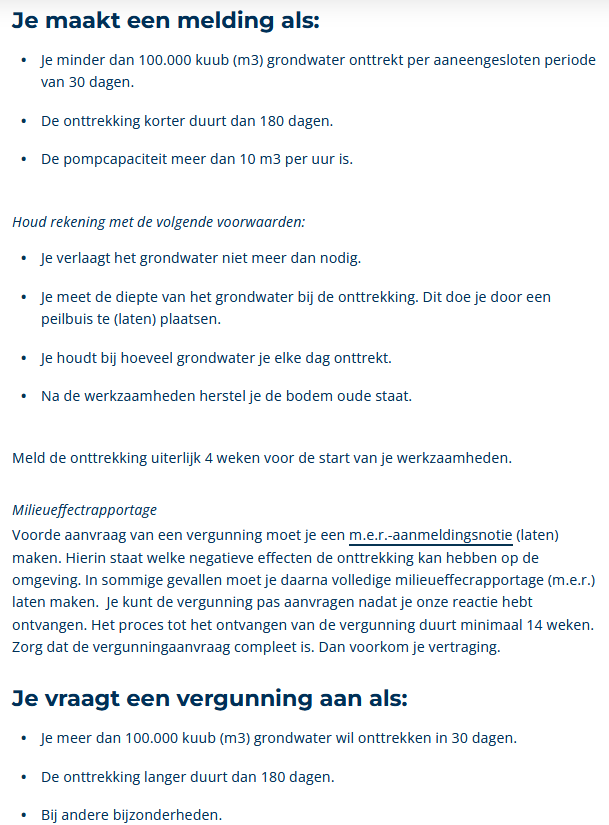 Je maakt een melding als:
• Je minder dan 100.000 kuub (m3) grondwater onttrekt per aaneengesloten periode
van 30 dagen.
• De onttrekking korter duurt dan 180 dagen.
• De pompcapaciteit meer dan 10 m3 per uur is.
Houd rekening met de volgende voorwaarden:
• Je verlaagt het grondwater niet meer dan nodig.
• Je meet de diepte van het grondwater bij de onttrekking. Dit doe je door een
peilbuis te (laten) plaatsen.
• Je houdt bij hoeveel grondwater je elke dag onttrekt.
• Na de werkzaamheden herstel je de bodem oude staat.
Meld de onttrekking uiterlijk 4 weken voor de start van je werkzaamheden.
Milieueffectrapportage
Voorde aanvraag van een vergunning moet je een m.e.r.-aanmeldingsnotie (laten)
maken. Hierin staat welke negatieve effecten de onttrekking kan hebben op de
omgeving. In sommige gevallen moet je daarna volledige milieueffecrapportage (m.e.r.)
laten maken.  Je kunt de vergunning pas aanvragen nadat je onze reactie hebt
ontvangen. Het proces tot het ontvangen van de vergunning duurt minimaal 14 weken.
Zorg dat de vergunningaanvraag compleet is. Dan voorkom je vertraging.
Je vraagt een vergunning aan als:
• Je meer dan 100.000 kuub (m3) grondwater wil onttrekken in 30 dagen.
• De onttrekking langer duurt dan 180 dagen.
• Bij andere bijzonderheden.